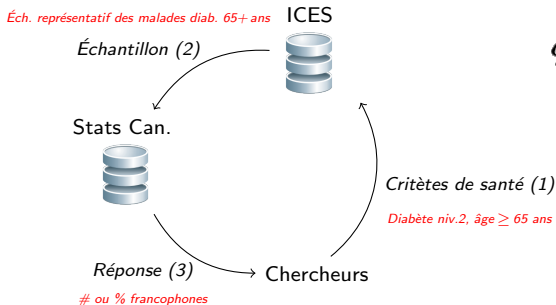 Éch. représentatif des malades diab. 65+ ans
ICES
Échantillon (2)
Stats Can.
Critètes de santé (1)
Diabète niv.2, âge ≥ 65 ans
Réponse (3)
Chercheurs
# ou % francophones